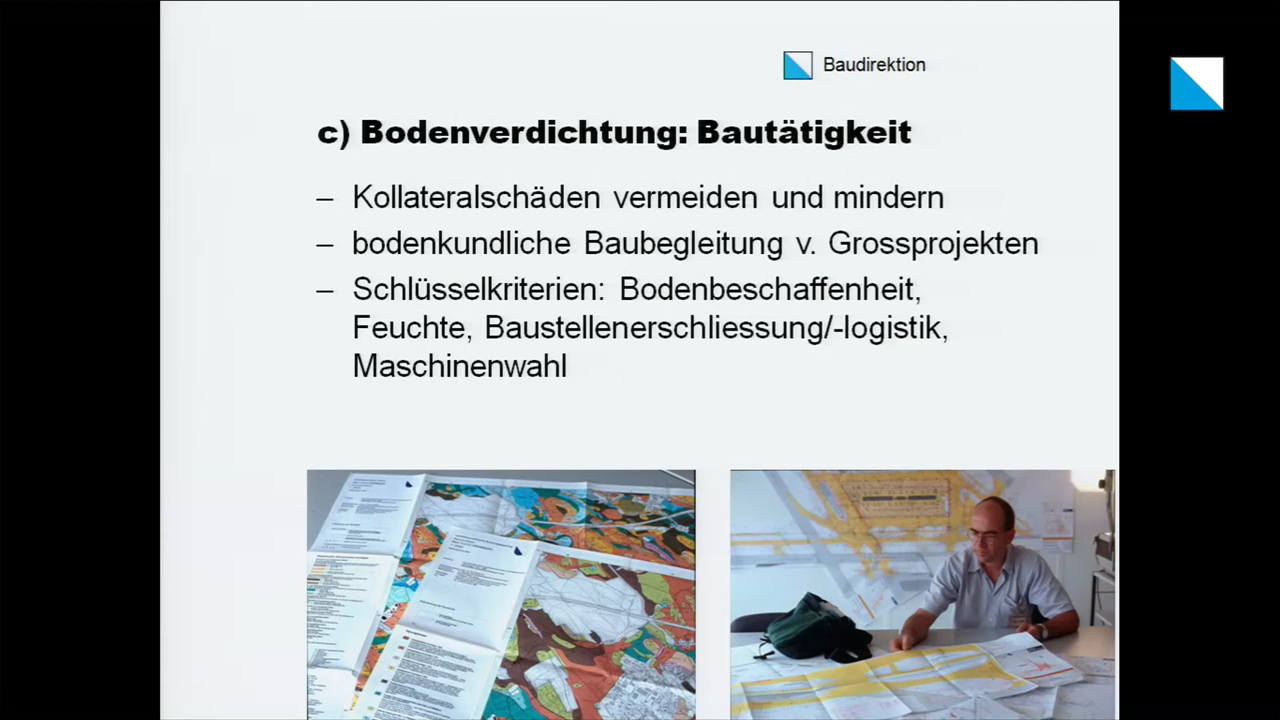 Baudirektion
c) Bodenverdichtung: Bautätigkeit
– Kollateralschäden vermeiden und mindern
– bodenkundliche Baubegleitung v. Grossprojekten
– Schlüsselkriterien: Bodenbeschaffenheit,
Feuchte, Baustellenerschliessung/-logistik,
Maschinenwahl